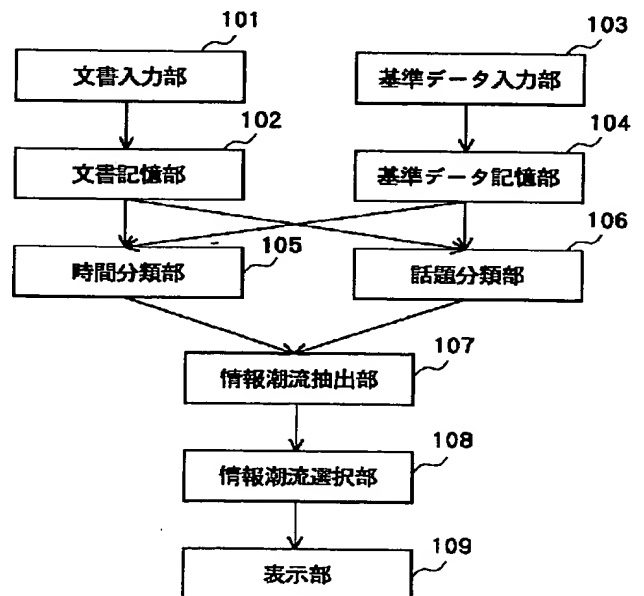 101
文書入力部
103
基準データ入力部
102
文書記憶部
104
基準データ記憶部
105
時間分類部
106
話題分類部
107
情報潮流抽出部
108
情報潮流選択部
109
表示部